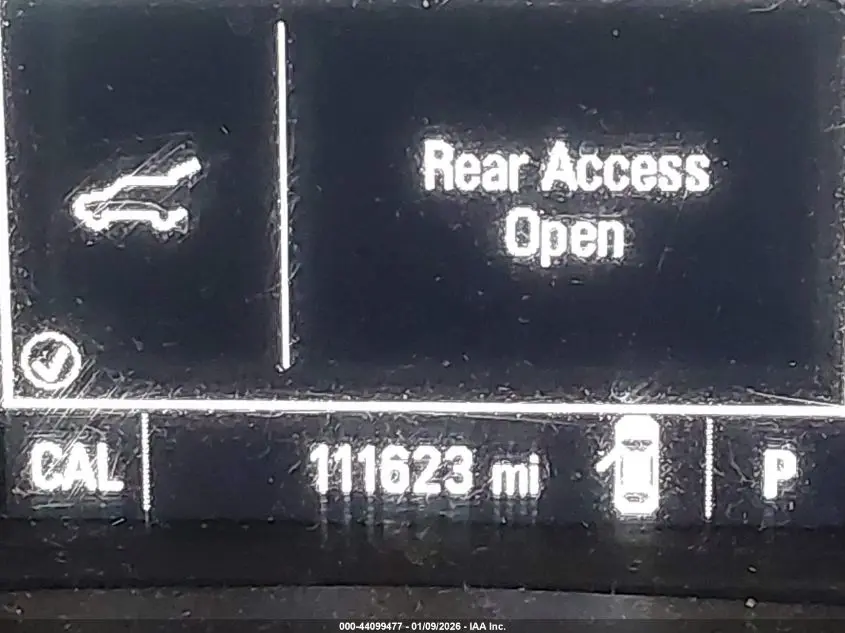 Rear Access
Open
CAL 111623 mi P
000-44099477 - 01/09/2026 - IAA Inc.